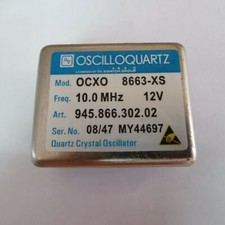 OSCILLOQUARTZ
Mod. OCXO 8663-XS
Freq. 10.0 MHz 12V
Art. 945.866.302.02
Ser. No. 08/47 MY44697
Quartz Crystal Oscillator